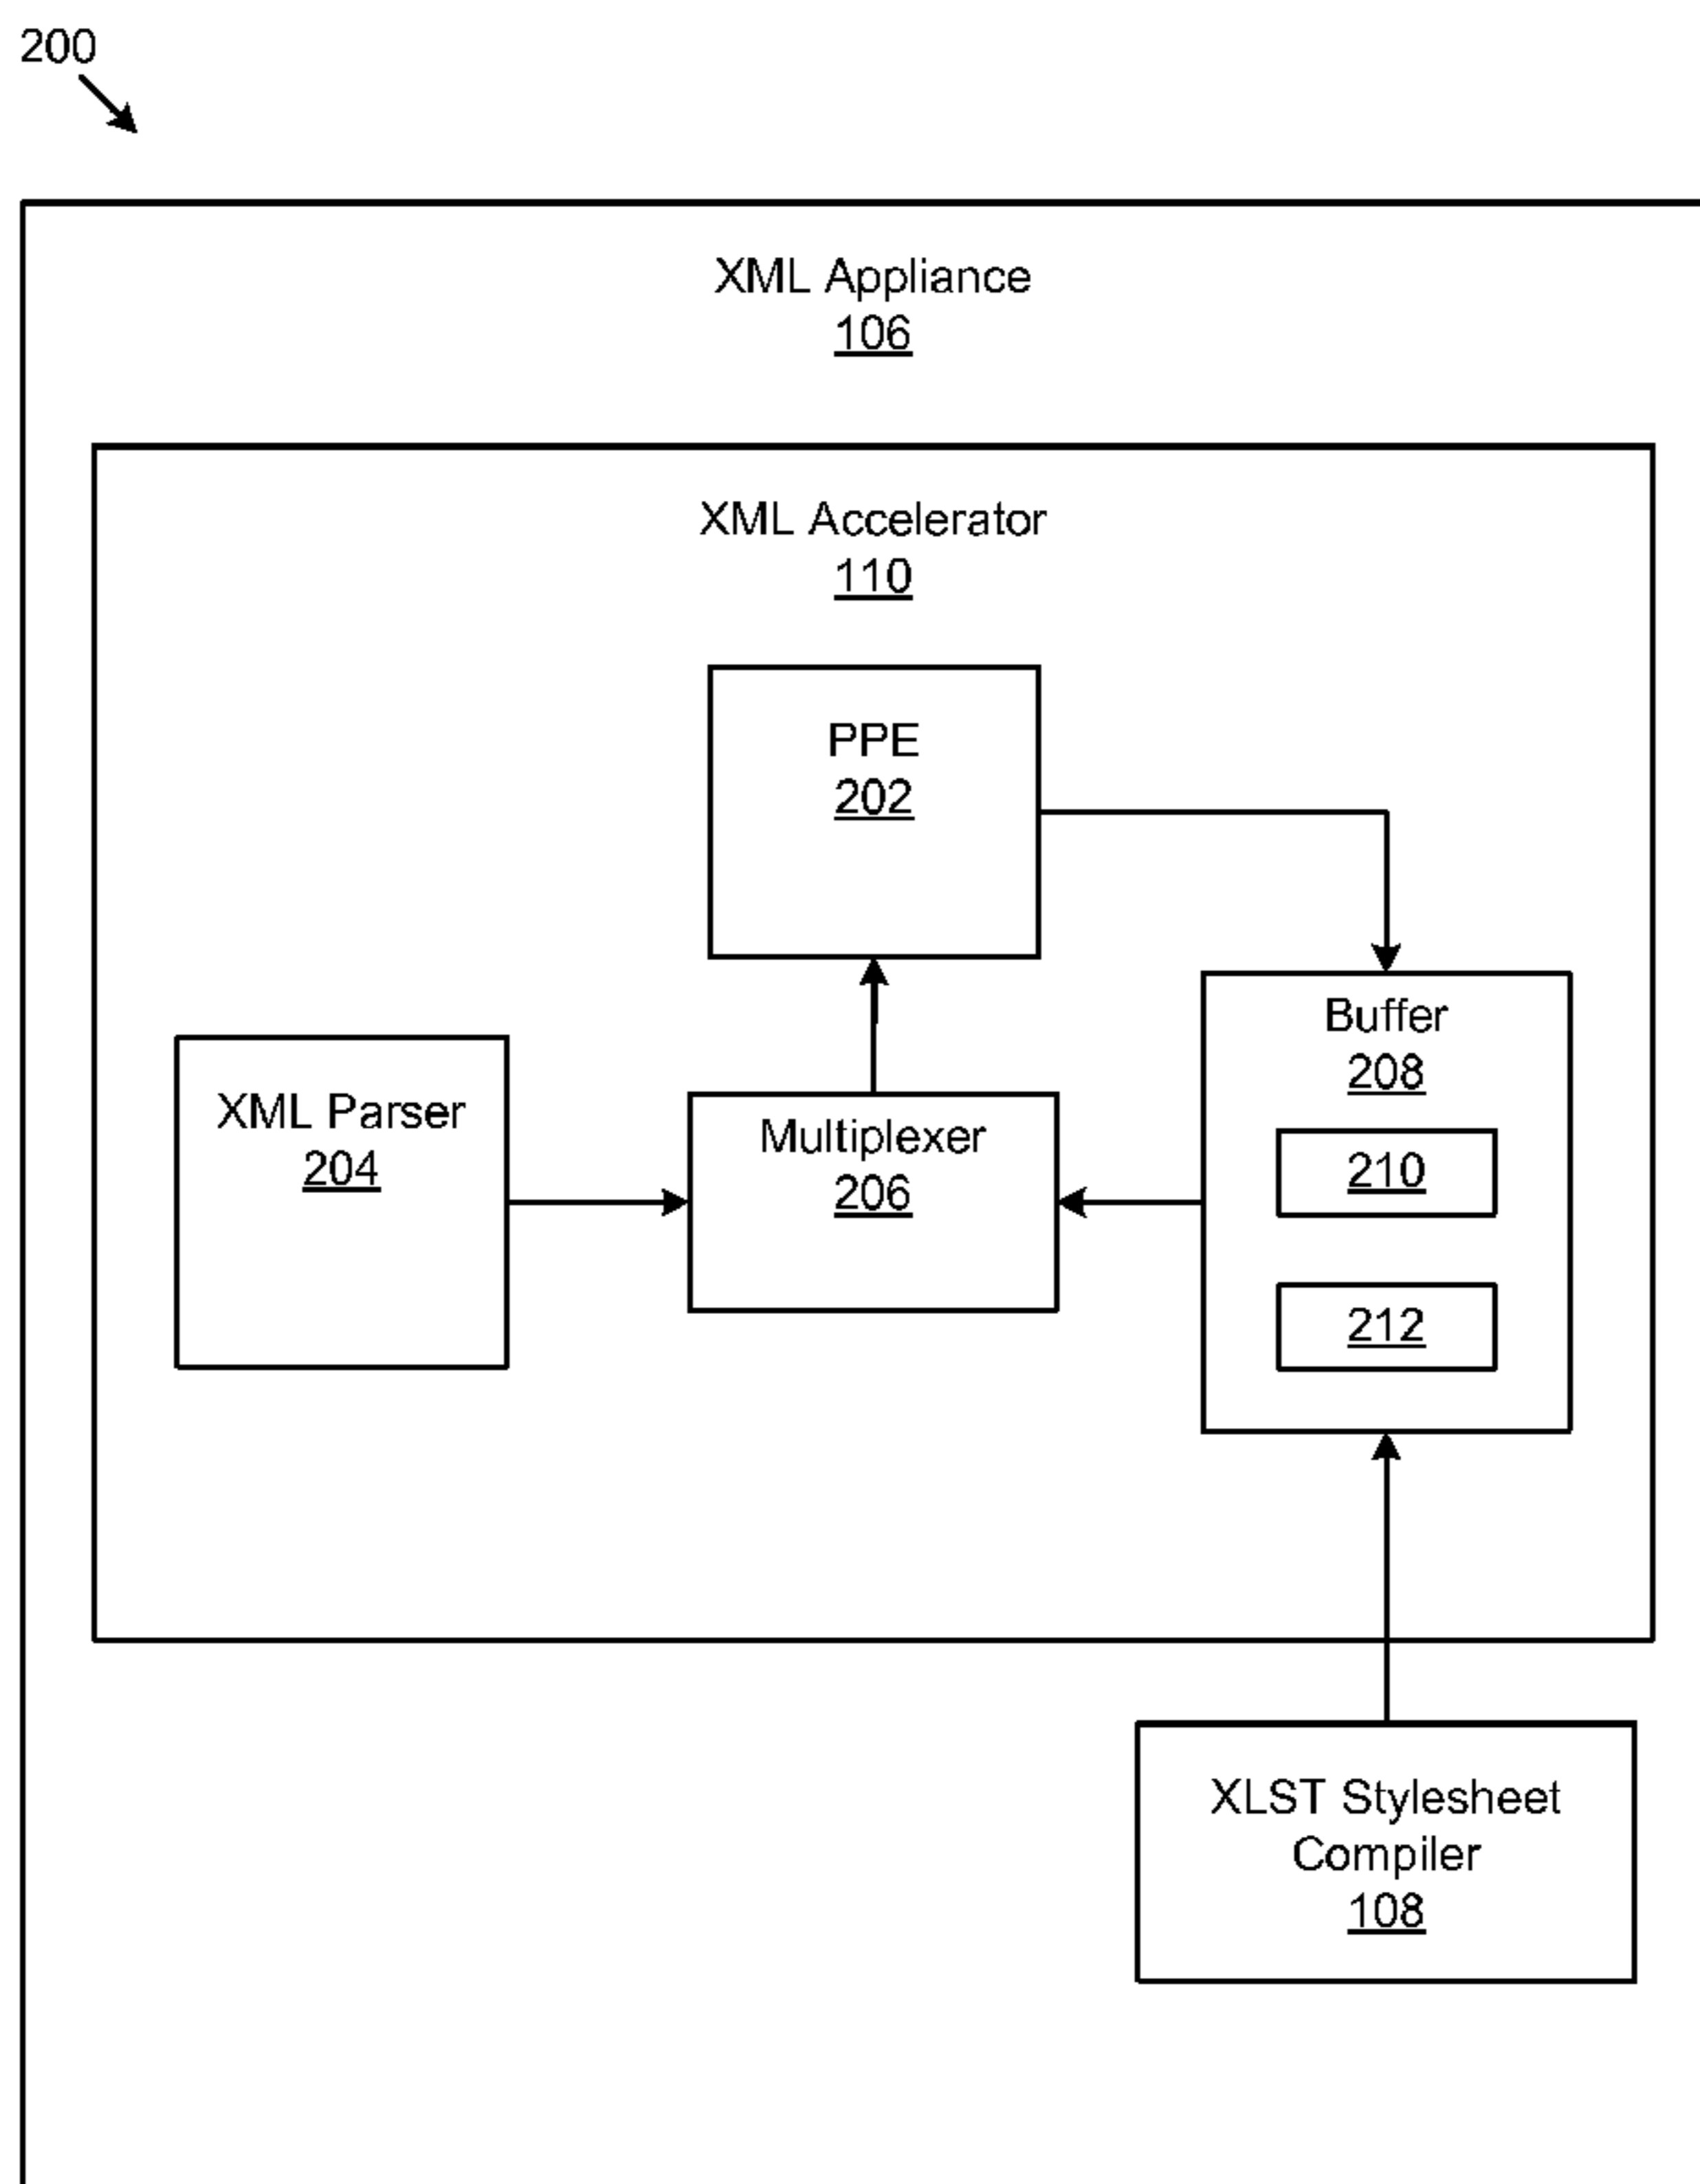 200
XML Appliance
106
XML Accelerator
110
PPE
202
Buffer
208
XML Parser
204
Multiplexer
206
210
212
XLST Stylesheet
Compiler
108